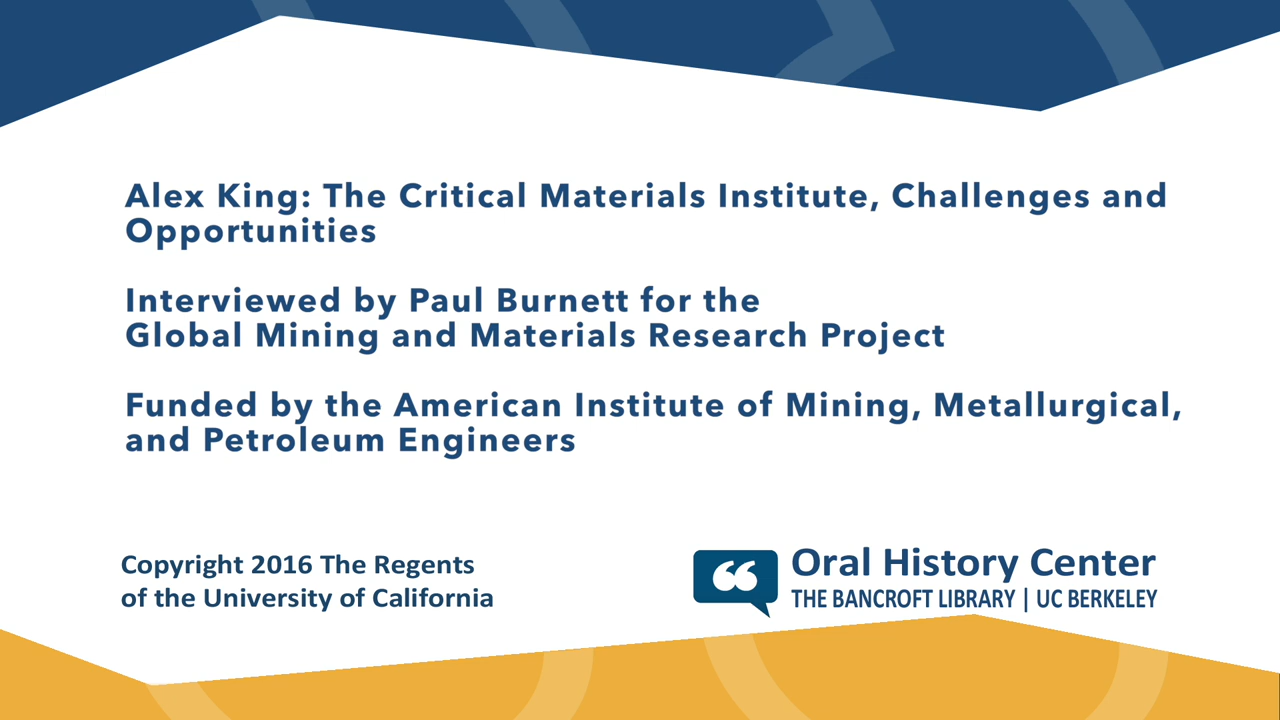 Alex King: The Critical Materials Institute, Challenges and
Opportunities
Interviewed by Paul Burnett for the
Global Mining and Materials Research Project
Funded by the American Institute of Mining, Metallurgical,
and Petroleum Engineers
Copyright 2016 The Regents
of the University of California
Oral History Center
THE BANCROFT LIBRARY | UC BERKELEY